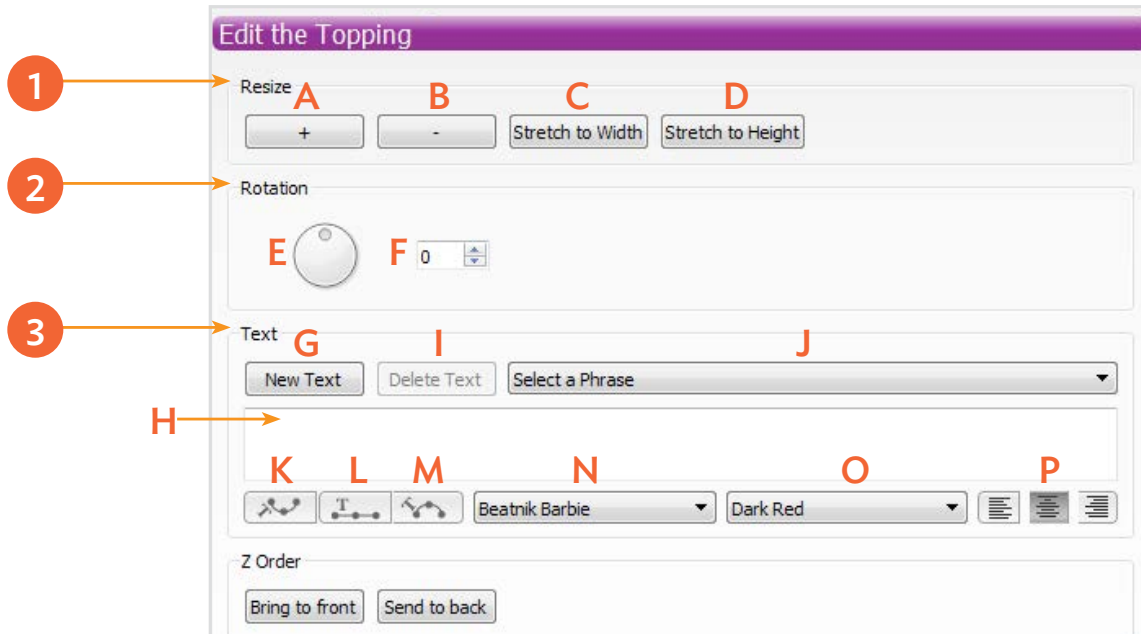 Edit the Topping
1
Resize
A B C D
+ - Stretch to Width Stretch to Height
2
Rotation
E F 0
3
Text
G I J
New Text Delete Text Select a Phrase
H
K L M N O P
T Beatnik Barbie Dark Red
Z Order
Bring to front Send to back